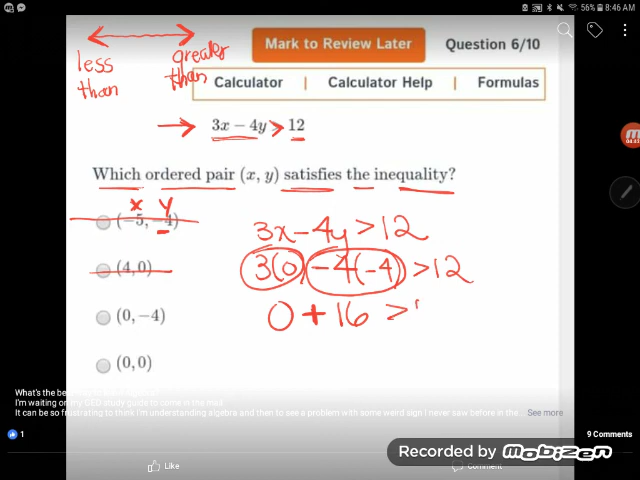 56% 8:46 AM
less than
greater than
Mark to Review Later
Question 6/10
Calculator | Calculator Help | Formulas
→ 3x − 4y > 12
04:41
Which ordered pair (x, y) satisfies the inequality?
x y
(−5, −4)
(4, 0)
(0, −4)
(0, 0)
3x − 4y > 12
3(0) − 4(−4) > 12
0 + 16 >
What's the be
I'm waiting on my GED study guide to come in the mail.
It can be so frustrating to think I'm understanding algebra and then to see a problem with some weird sign I never saw before in the ... See more
1
9 Comments
Recorded by Mobizen
Like
Comment